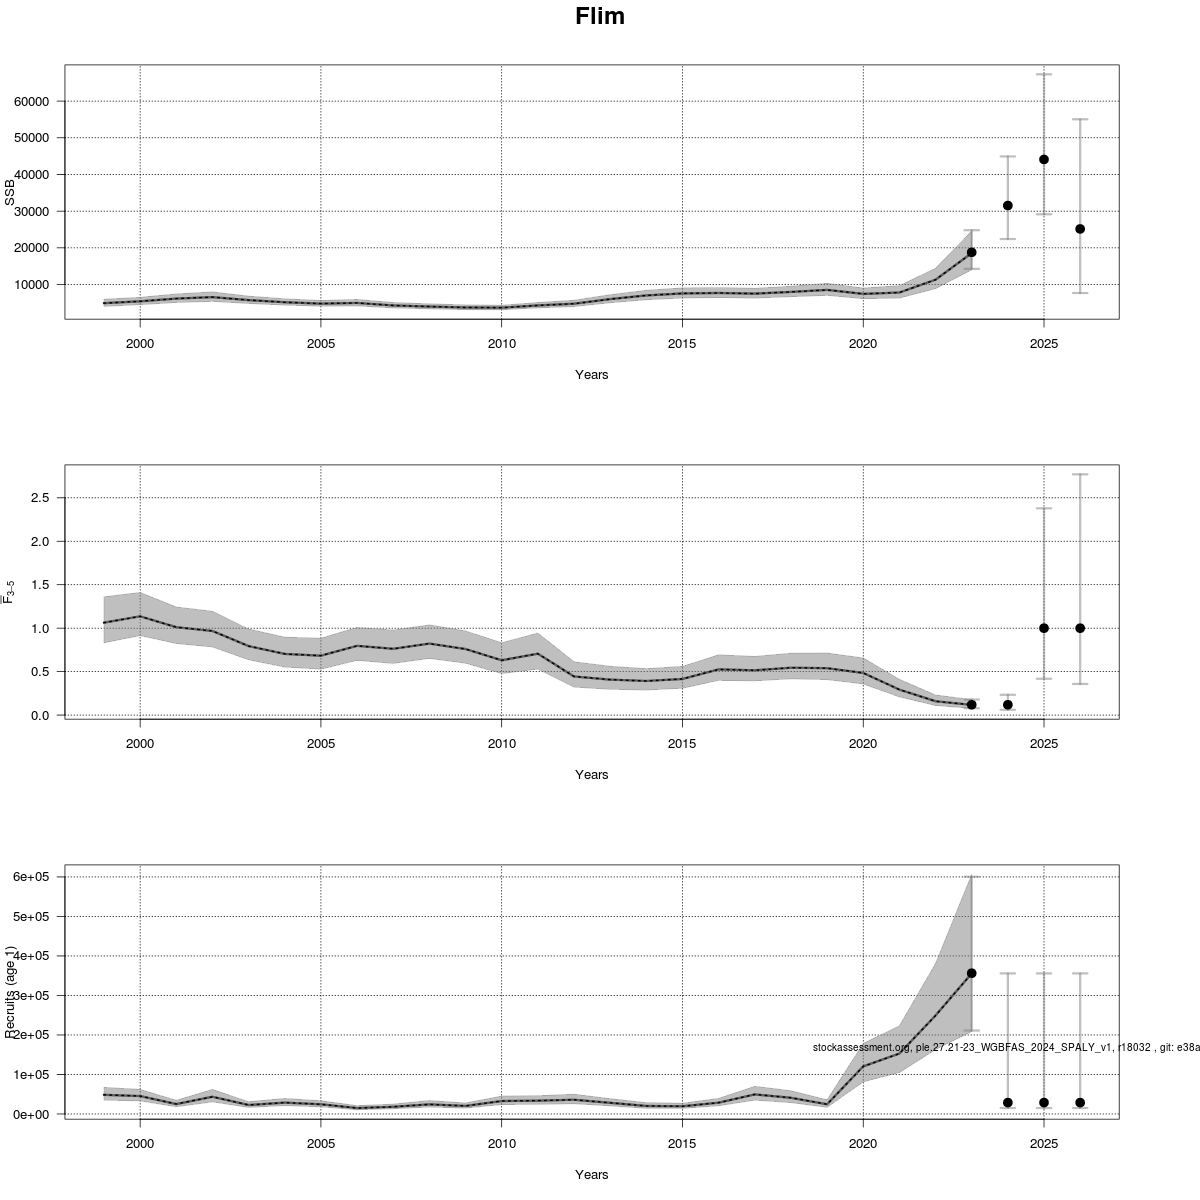 Flim
60000
50000
40000
30000
20000
10000
SSB
2000 2005 2010 2015 2020 2025
Years
2.5
2.0
1.5
1.0
0.5
0.0
F̅3−5
2000 2005 2010 2015 2020 2025
Years
6e+05
5e+05
4e+05
3e+05
2e+05
1e+05
0e+00
Recruits (age 1)
stockassessment.org, ple.27.21-23_WGBFAS_2024_SPALY_v1, r18032 , git: e38a
2000 2005 2010 2015 2020 2025
Years